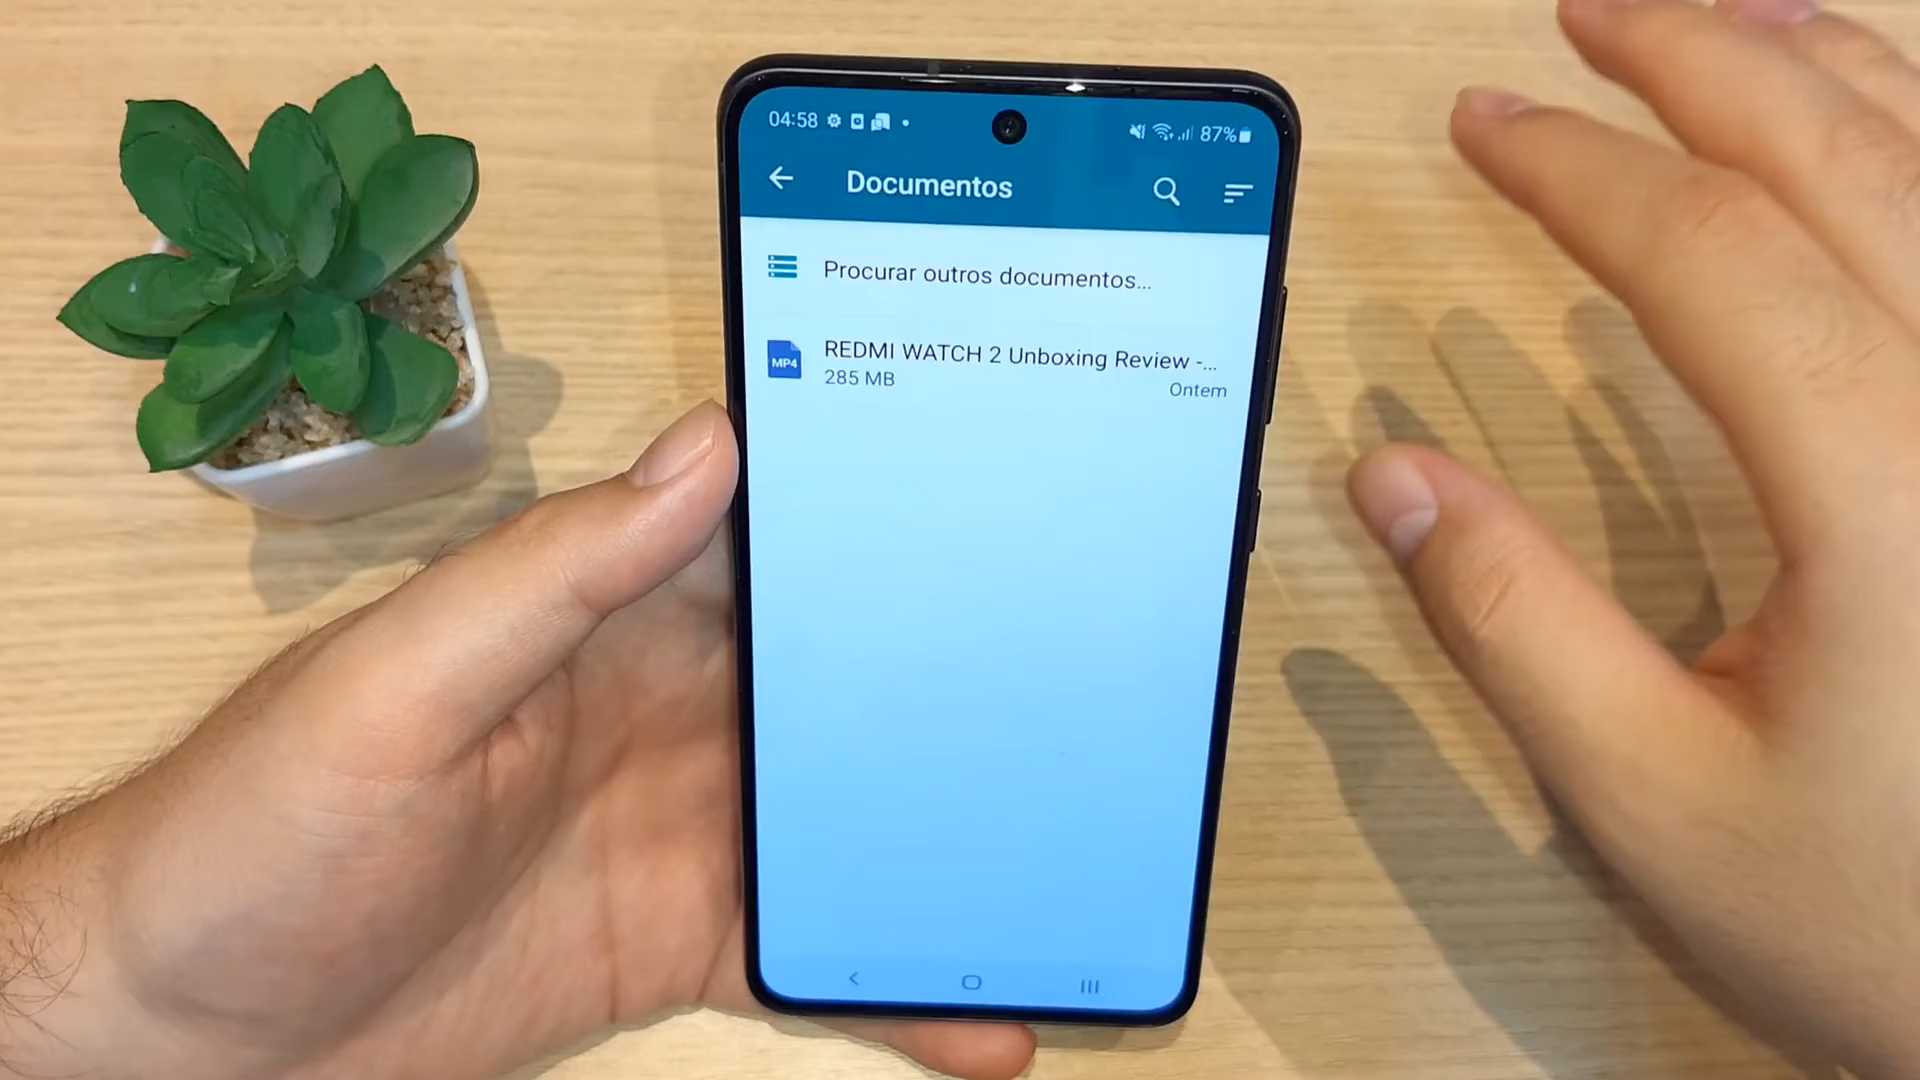 04:58 87%
Documentos
Procurar outros documentos...
REDMI WATCH 2 Unboxing Review -...
MP4
285 MB
Ontem